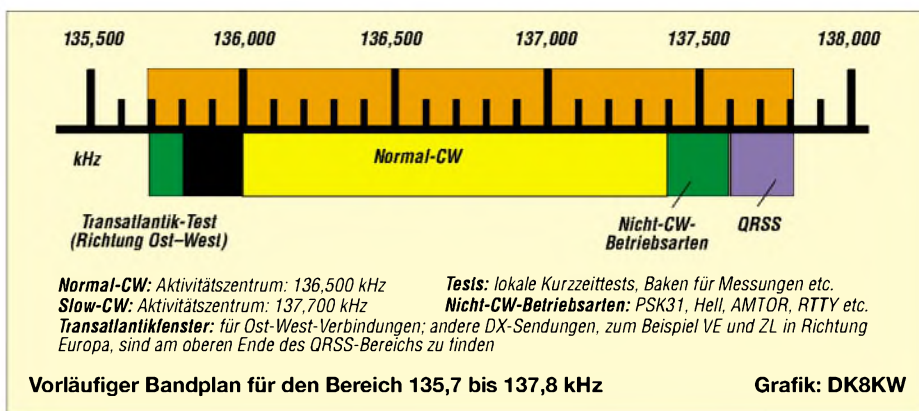 135,500 136,000 136,500 137,000 137,500 138,000
kHz
Normal-CW
Transatlantik-Test
(Richtung Ost–West)
Nicht-CW-
Betriebsarten
QRSS
Normal-CW: Aktivitätszentrum: 136,500 kHz
Tests: lokale Kurzzeittests, Baken für Messungen etc.
Slow-CW: Aktivitätszentrum: 137,700 kHz
Nicht-CW-Betriebsarten: PSK31, Hell, AMTOR, RTTY etc.
Transatlantikfenster: für Ost-West-Verbindungen; andere DX-Sendungen, zum Beispiel VE und ZL in Richtung
Europa, sind am oberen Ende des QRSS-Bereichs zu finden
Vorläufiger Bandplan für den Bereich 135,7 bis 137,8 kHz
Grafik: DK8KW